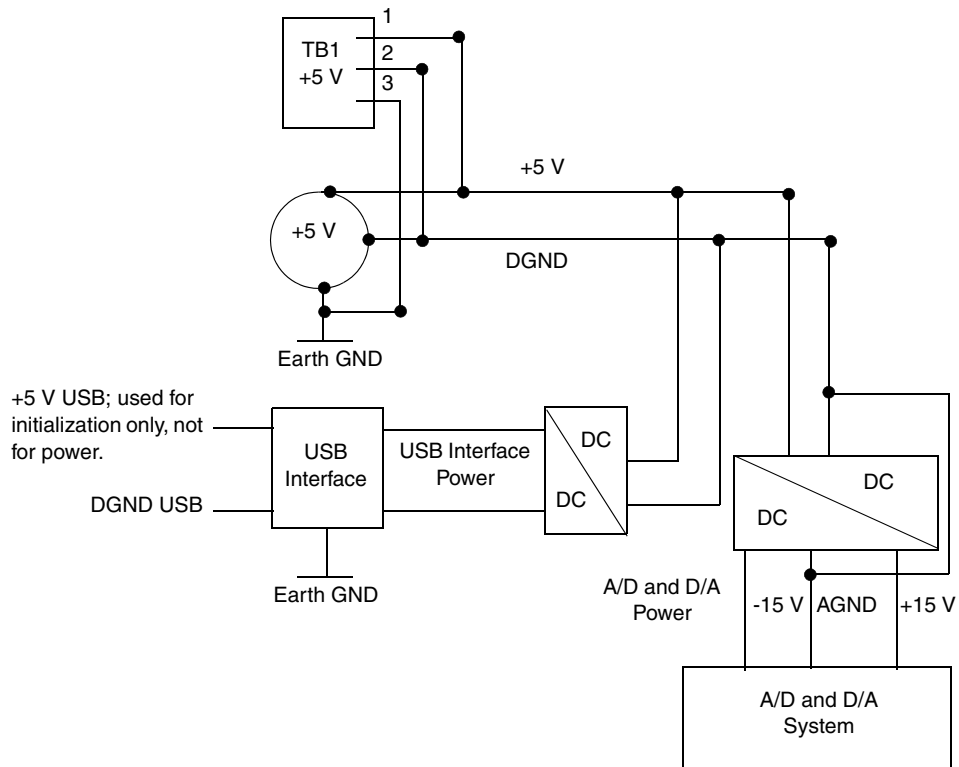 1
TB1
+5 V
2
3
+5 V
+5 V
DGND
Earth GND
+5 V USB; used for
initialization only, not
for power.
DGND USB
USB
Interface
USB Interface
Power
DC
DC
Earth GND
DC
DC
A/D and D/A
Power
-15 V
AGND
+15 V
A/D and D/A
System